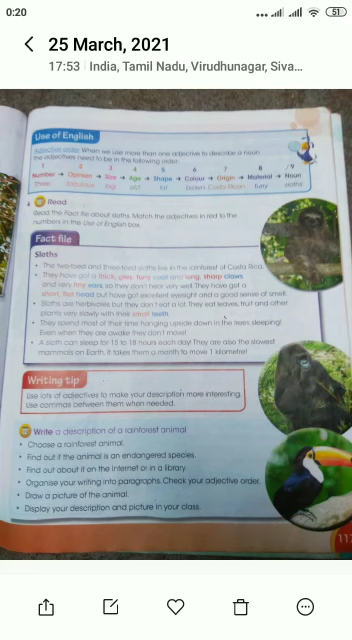 0:20
51
25 March, 2021
17:53 India, Tamil Nadu, Virudhunagar, Siva...
Use of English
Adjective order When we use more than one adjective to describe a noun
the adjectives need to be in the following order.
1 2 3 4 5 6 7 8 9
Number → Opinion → Size → Age → Shape → Colour → Origin → Material → Noun
Three fabulous big old fat brown Costa Rican furry sloths
Read
Read the Fact file about sloths. Match the adjectives in red to the
numbers in the Use of English box.
Fact file
Sloths
• The two-toed and three-toed sloths live in the rainforest of Costa Rica.
• They have got a thick, grey, furry coat and long, sharp claws
and very tiny ears, so they don't hear very well. They have got a
short, flat head but have got excellent eyesight and a good sense of smell.
• Sloths are herbivores but they don't eat a lot. They eat leaves, fruit and other
plants very slowly with their small teeth.
• They spend most of their time hanging upside down in the trees sleeping!
Even when they are awake they don't move!
• A sloth can sleep for 15 to 18 hours each day! They are also the slowest
mammals on Earth. It takes them a month to move 1 kilometre!
Writing tip
Use lots of adjectives to make your description more interesting.
Use commas between them when needed.
Write a description of a rainforest animal
• Choose a rainforest animal.
• Find out if the animal is an endangered species.
• Find out about it on the Internet or in a library.
• Organise your writing into paragraphs. Check your adjective order.
• Draw a picture of the animal.
• Display your description and picture in your class.